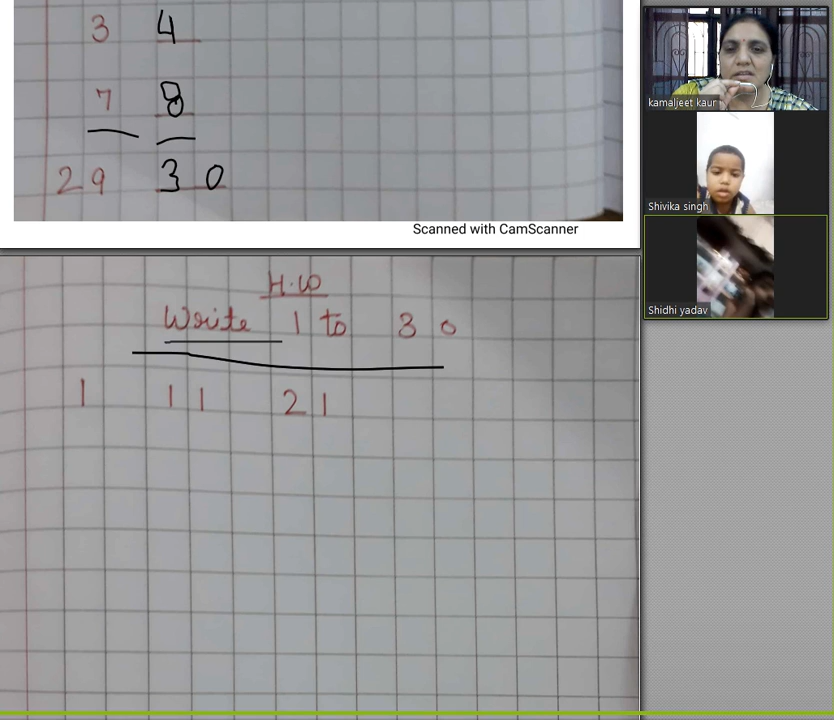 3 4
7 8
29 30
Scanned with CamScanner
H.W
Write 1 to 30
1 11 21
kamaljeet kaur
Shivika singh
Shidhi yadav